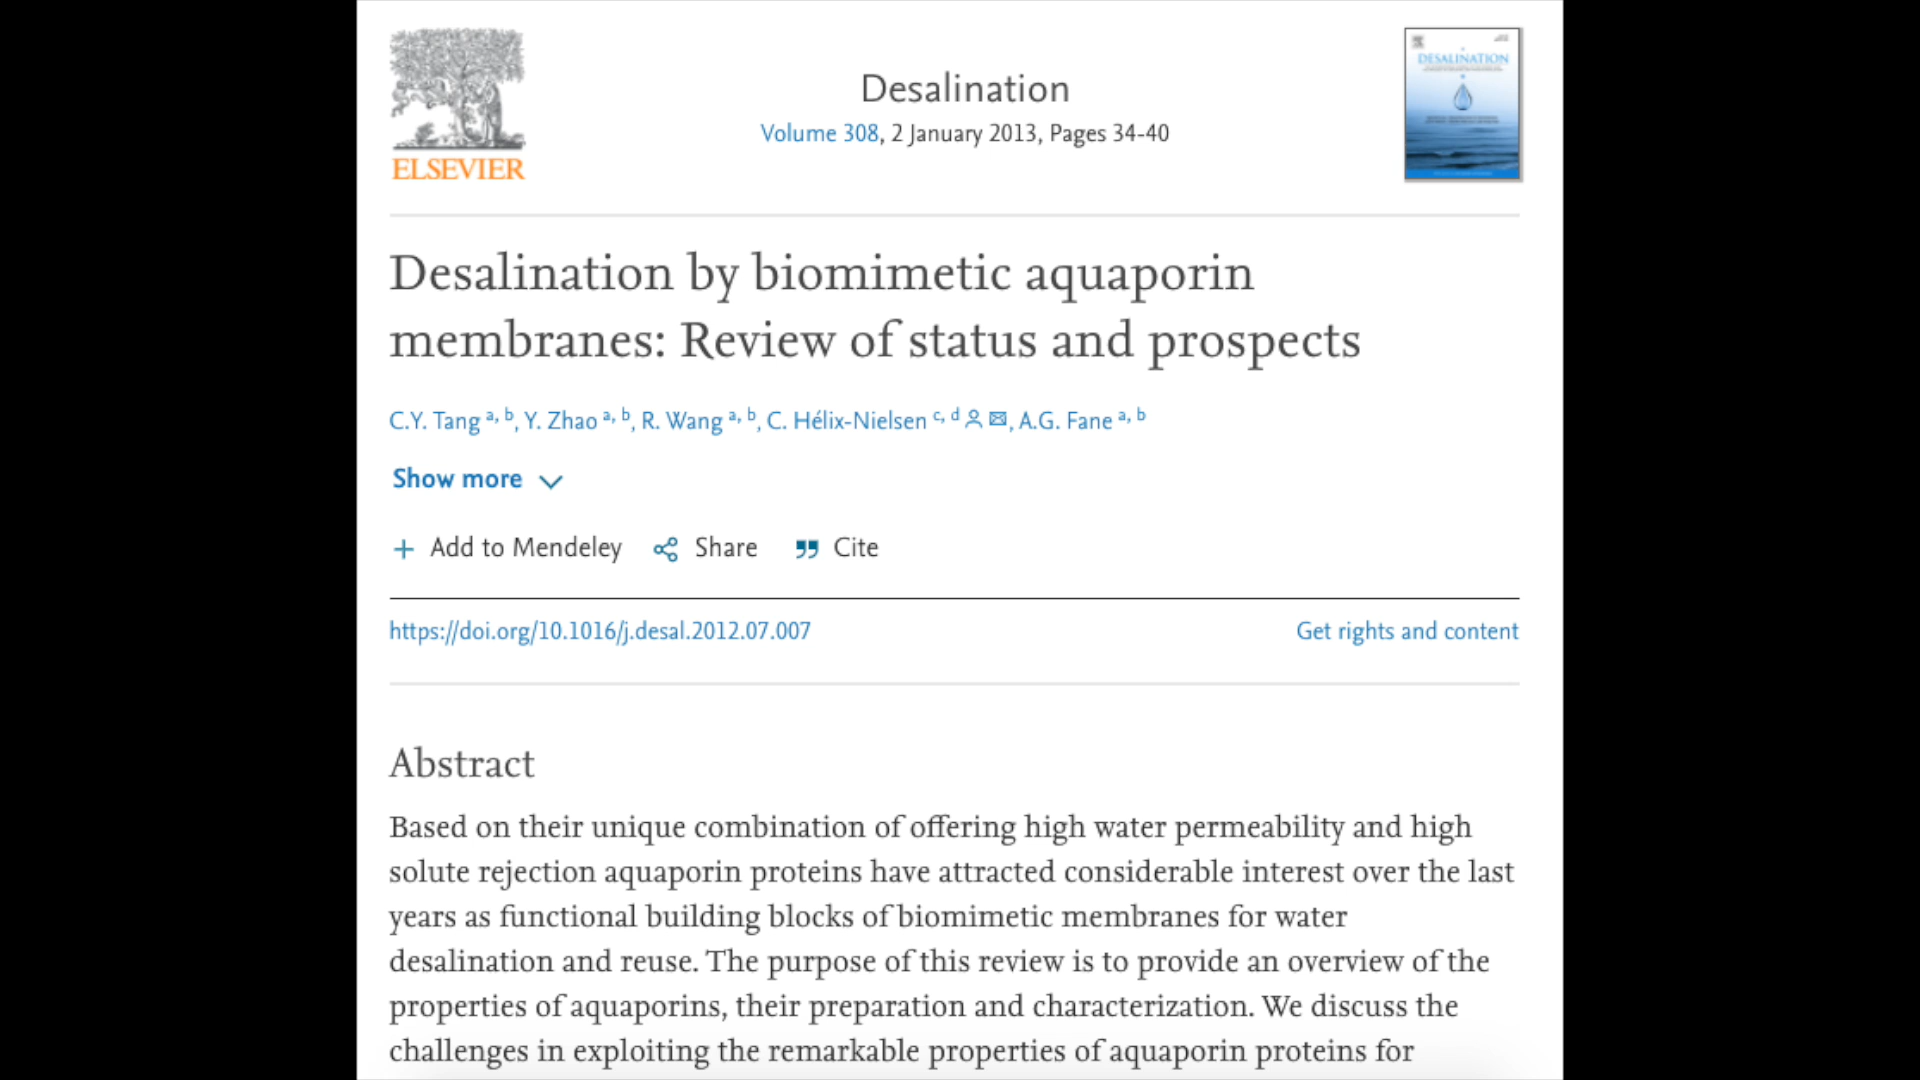 ELSEVIER
Desalination
Volume 308, 2 January 2013, Pages 34-40
DESALINATION
Desalination by biomimetic aquaporin
membranes: Review of status and prospects
C.Y. Tang a, b, Y. Zhao a, b, R. Wang a, b, C. Hélix-Nielsen c, d, A.G. Fane a, b
Show more
+ Add to Mendeley Share Cite
https://doi.org/10.1016/j.desal.2012.07.007 Get rights and content
Abstract
Based on their unique combination of offering high water permeability and high
solute rejection aquaporin proteins have attracted considerable interest over the last
years as functional building blocks of biomimetic membranes for water
desalination and reuse. The purpose of this review is to provide an overview of the
properties of aquaporins, their preparation and characterization. We discuss the
challenges in exploiting the remarkable properties of aquaporin proteins for